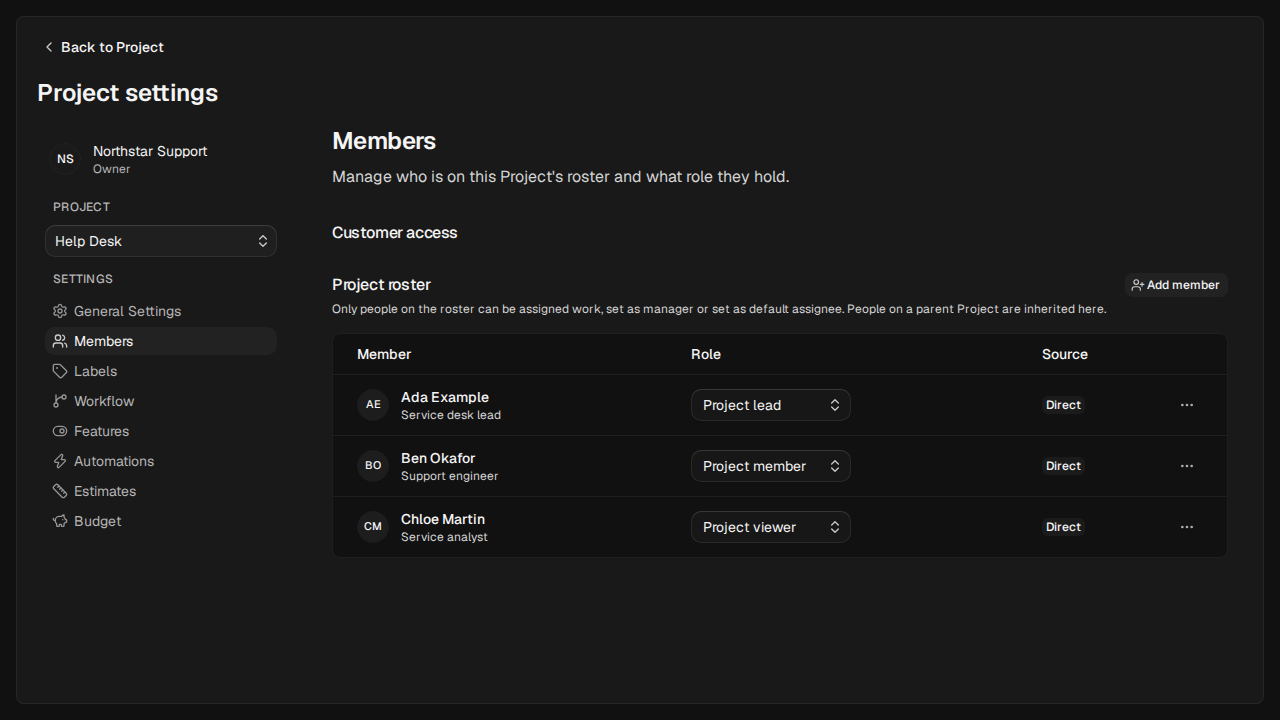 Back to Project
Project settings
NS
Northstar Support
Owner
PROJECT
Help Desk
SETTINGS
General Settings
Members
Labels
Workflow
Features
Automations
Estimates
Budget
Members
Manage who is on this Project's roster and what role they hold.
Customer access
Project roster
Add member
Only people on the roster can be assigned work, set as manager or set as default assignee. People on a parent Project are inherited here.
Member Role Source
AE Ada Example Project lead Direct
Service desk lead
BO Ben Okafor Project member Direct
Support engineer
CM Chloe Martin Project viewer Direct
Service analyst